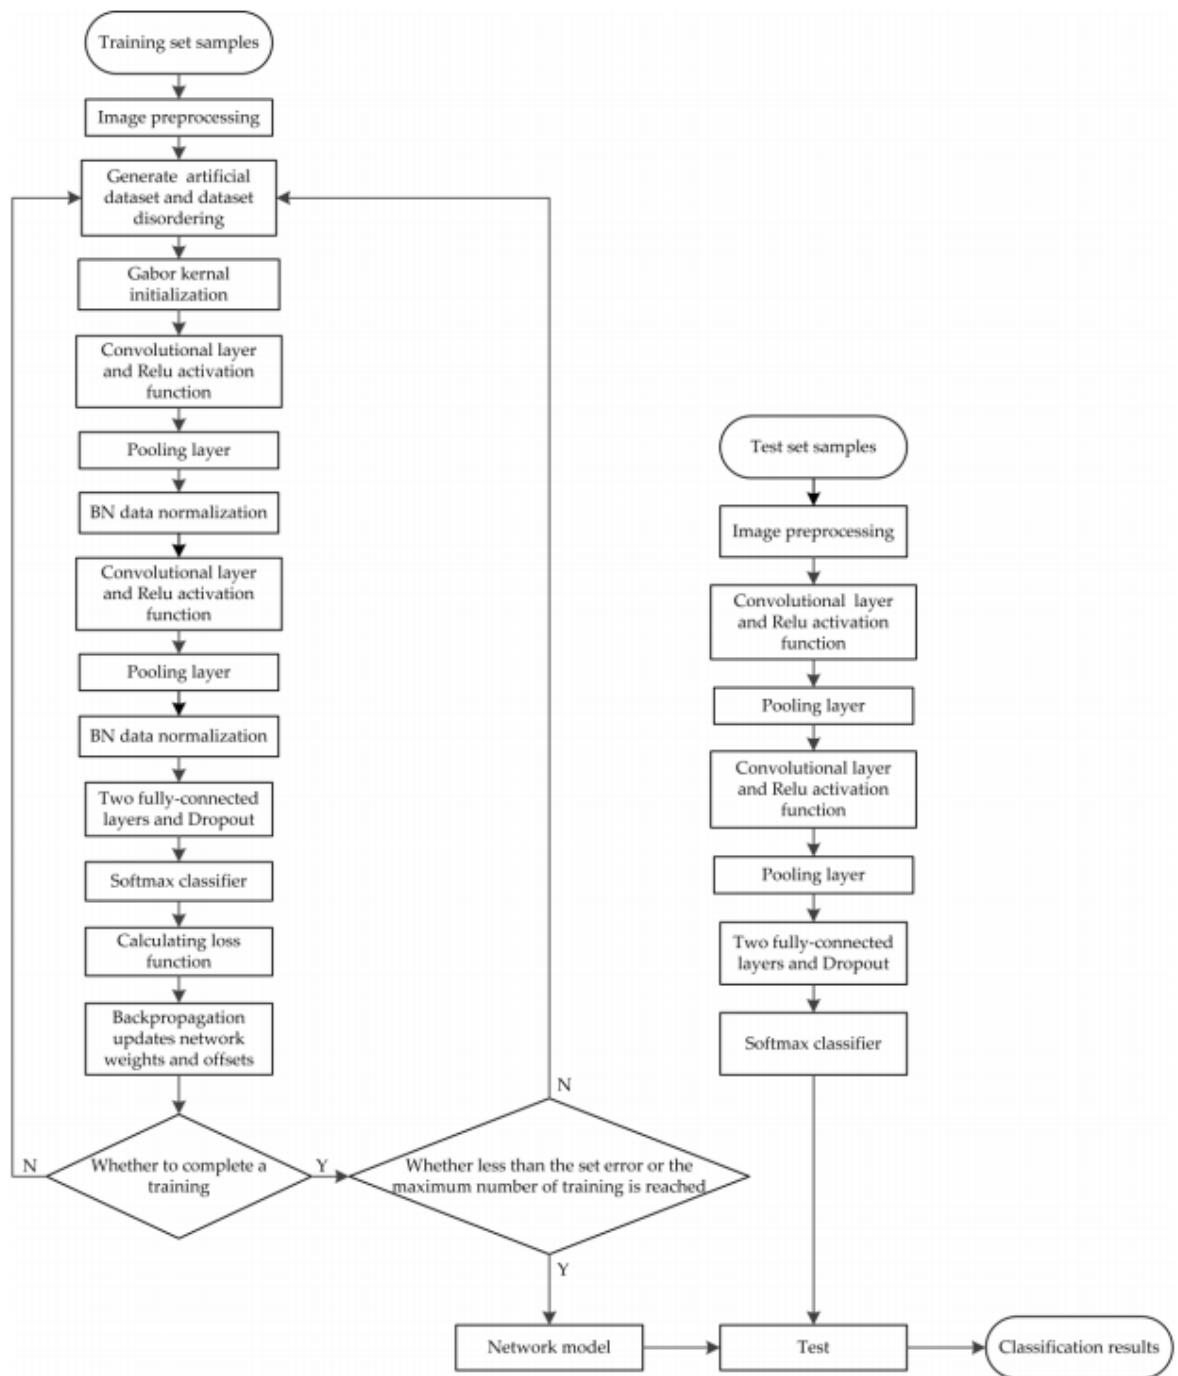 Training set samples
Image preprocessing
Generate artificial
dataset and dataset
disordering
Gabor kernal
initialization
Convolutional layer
and Relu activation
function
Pooling layer
BN data normalization
Convolutional layer
and Relu activation
function
Pooling layer
BN data normalization
Two fully-connected
layers and Dropout
Softmax classifier
Calculating loss
function
Backpropagation
updates network
weights and offsets
N
Whether to complete a
training
Y
N
Whether less than the set error or the
maximum number of training is reached
Y
Network model
Test set samples
Image preprocessing
Convolutional layer
and Relu activation
function
Pooling layer
Convolutional layer
and Relu activation
function
Pooling layer
Two fully-connected
layers and Dropout
Softmax classifier
Test
Classification results